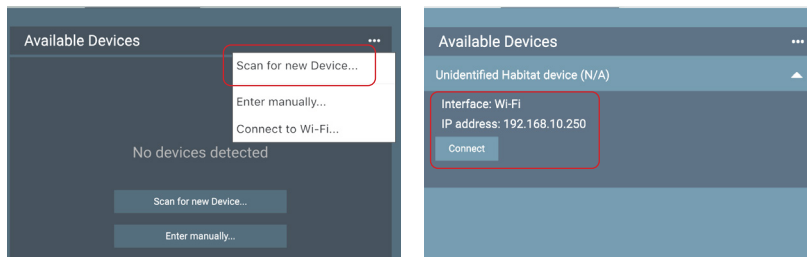 Available Devices
...
Scan for new Device...
Enter manually...
Connect to Wi-Fi...
No devices detected
Scan for new Device...
Enter manually...
Available Devices
...
Unidentified Habitat device (N/A)
Interface: Wi-Fi
IP address: 192.168.10.250
Connect